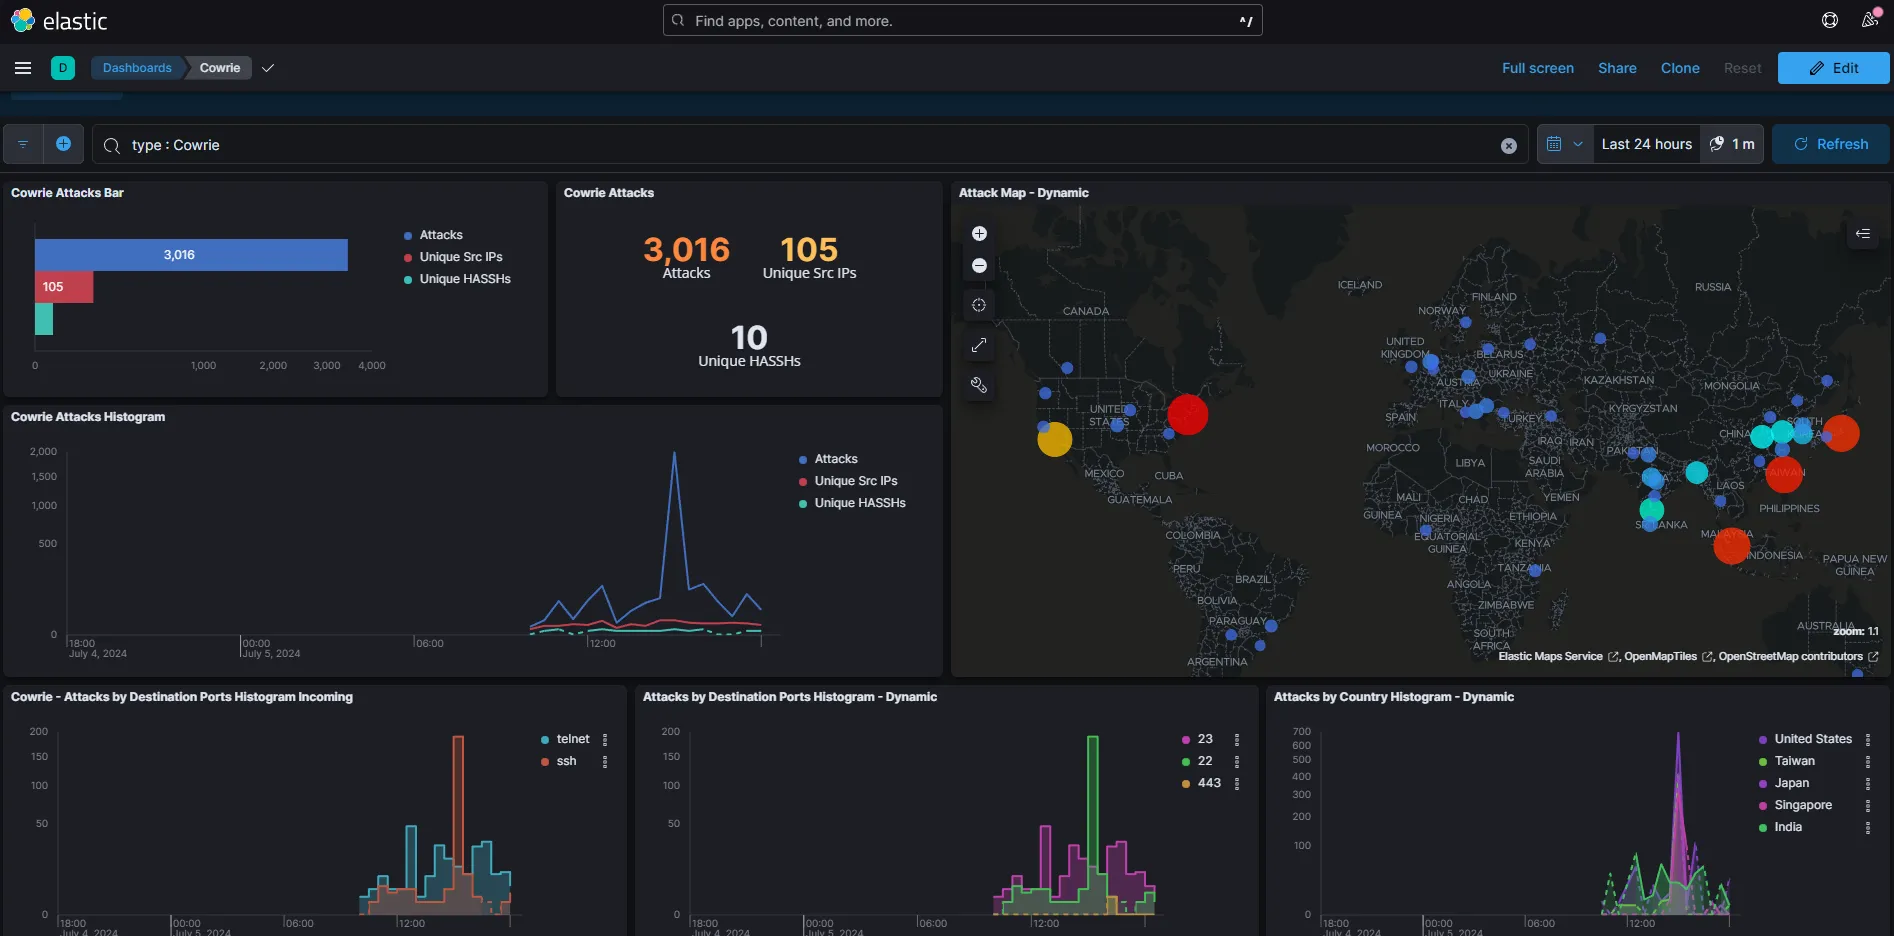 elastic
Find apps, content, and more.
^/
D
Dashboards
Cowrie
Full screen
Share
Clone
Reset
Edit
type : Cowrie
Last 24 hours
1 m
Refresh
Cowrie Attacks Bar
3,016
105
0
1,000
2,000
3,000
4,000
Attacks
Unique Src IPs
Unique HASSHs
Cowrie Attacks
3,016
Attacks
105
Unique Src IPs
10
Unique HASSHs
Attack Map - Dynamic
ICELAND
RUSSIA
FINLAND
NORWAY
CANADA
UNITED
KINGDOM
BELARUS
UKRAINE
AUSTRIA
KAZAKHSTAN
MONGOLIA
ITALY
KYRGYZSTAN
UNITED
STATES
SPAIN
TURKEY
SOUTH
CHINA
IRAQ
IRAN
MOROCCO
PAKISTAN
LIBYA
SAUDI
ARABIA
MEXICO
CUBA
TAIWAN
LAOS
GUATEMALA
MALI
CHAD
YEMEN
PHILIPPINES
GUINEA
NIGERIA
ETHIOPIA
SRI LANKA
COLOMBIA
EQUATORIAL
GUINEA
KENYA
MALAYSIA
INDONESIA
PAPUA NEW
GUINEA
PERU
BRAZIL
TANZANIA
ANGOLA
BOLIVIA
ZIMBABWE
PARAGUAY
AUSTRALIA
SOUTH
AFRICA
ARGENTINA
zoom: 1.1
Elastic Maps Service , OpenMapTiles , OpenStreetMap contributors
Cowrie Attacks Histogram
2,000
1,500
1,000
500
0
18:00
July 4, 2024
00:00
July 5, 2024
06:00
12:00
Attacks
Unique Src IPs
Unique HASSHs
Cowrie - Attacks by Destination Ports Histogram Incoming
200
150
100
50
0
18:00
July 4, 2024
00:00
July 5, 2024
06:00
12:00
telnet
ssh
Attacks by Destination Ports Histogram - Dynamic
200
150
100
50
0
18:00
July 4, 2024
00:00
July 5, 2024
06:00
12:00
23
22
443
Attacks by Country Histogram - Dynamic
700
600
500
400
300
200
100
0
18:00
July 4, 2024
00:00
July 5, 2024
06:00
12:00
United States
Taiwan
Japan
Singapore
India